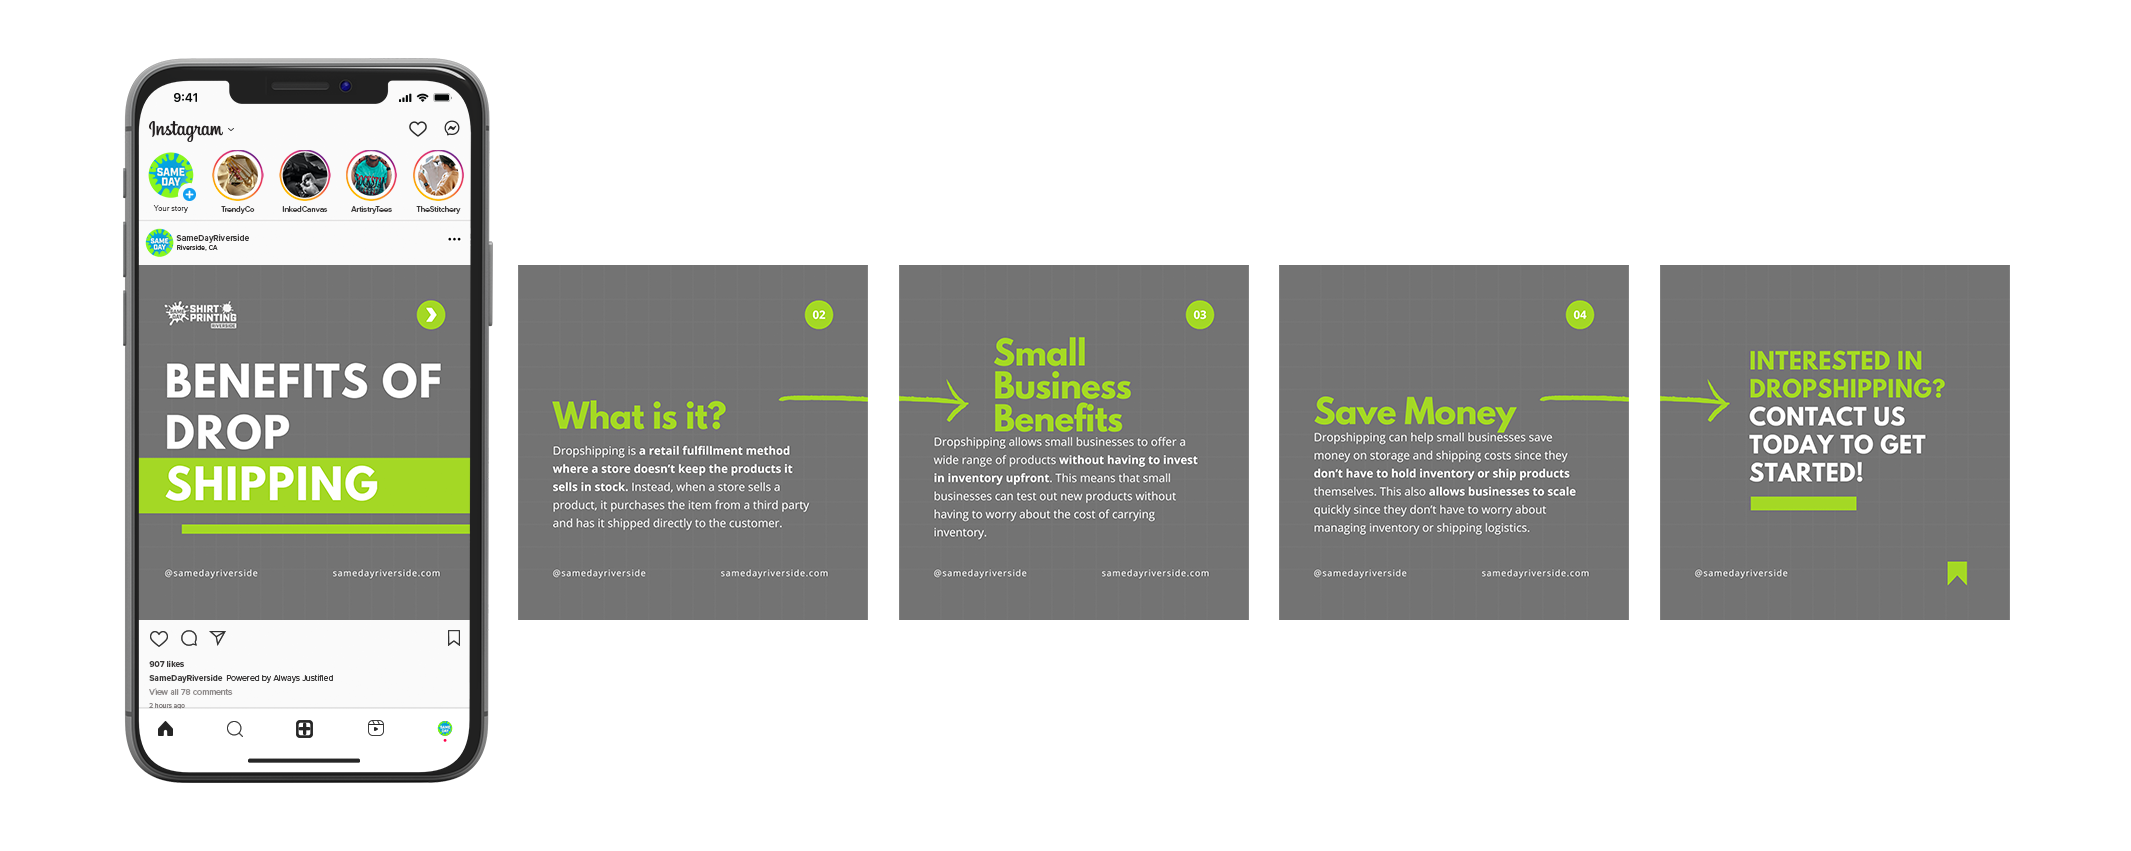 9:41
Instagram
SAME
DAY
Your story
TrendyCo
InkedCanvas
ArtistryTees
TheStitchery
SAME
DAY
SameDayRiverside
Riverside, CA
SAME
DAY
SHIRT
PRINTING
RIVERSIDE
BENEFITS OF
DROP
SHIPPING
@samedayriverside
samedayriverside.com
907 likes
SameDayRiverside Powered by Always Justified
View all 78 comments
2 hours ago
SAME
DAY
02
What is it?
Dropshipping is a retail fulfillment method
where a store doesn't keep the products it
sells in stock. Instead, when a store sells a
product, it purchases the item from a third party
and has it shipped directly to the customer.
@samedayriverside
samedayriverside.com
03
Small
Business
Benefits
Dropshipping allows small businesses to offer a
wide range of products without having to invest
in inventory upfront. This means that small
businesses can test out new products without
having to worry about the cost of carrying
inventory.
@samedayriverside
samedayriverside.com
04
Save Money
Dropshipping can help small businesses save
money on storage and shipping costs since they
don't have to hold inventory or ship products
themselves. This also allows businesses to scale
quickly since they don't have to worry about
managing inventory or shipping logistics.
@samedayriverside
samedayriverside.com
INTERESTED IN
DROPSHIPPING?
CONTACT US
TODAY TO GET
STARTED!
@samedayriverside